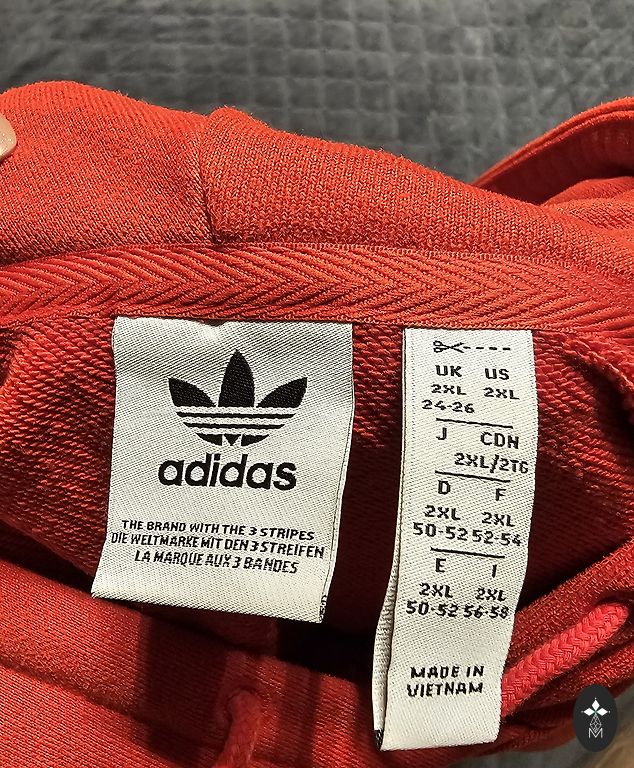 adidas
THE BRAND WITH THE 3 STRIPES
DIE WELTMARKE MIT DEN 3 STREIFEN
LA MARQUE AUX 3 BANDES
UK US
2XL 2XL
24-26
J CDN
2XL/2TG
D F
2XL 2XL
50-52 52-54
E I
2XL 2XL
50-52 56-58
MADE IN
VIETNAM
M